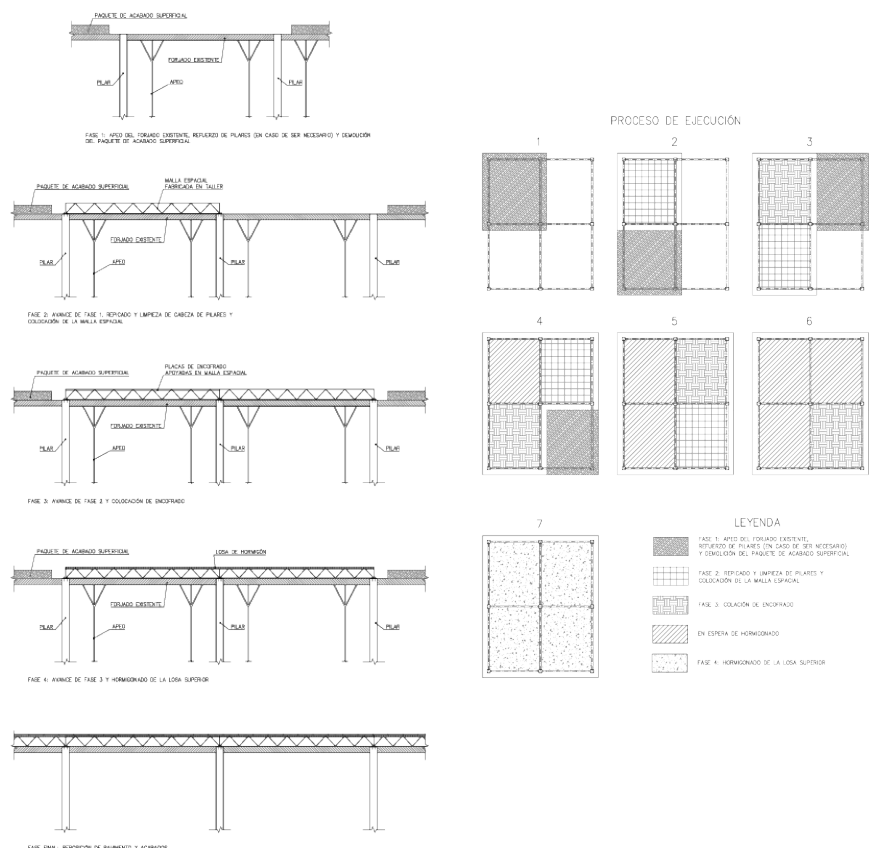 PAQUETE DE ACABADO SUPERFICIAL
FORJADO EXISTENTE
PILAR
APEO
PILAR
FASE 1: APEO DEL FORJADO EXISTENTE, REFUERZO DE PILARES (EN CASO DE SER NECESARIO) Y DEMOLICIÓN
DEL PAQUETE DE ACABADO SUPERFICIAL
MALLA ESPACIAL
FABRICADA EN TALLER
PAQUETE DE ACABADO SUPERFICIAL
FORJADO EXISTENTE
PILAR
APEO
PILAR
PILAR
FASE 2: AVANCE DE FASE 1, REPICADO Y LIMPIEZA DE CABEZA DE PILARES Y
COLOCACIÓN DE LA MALLA ESPACIAL
PLACAS DE ENCOFRADO
APOYADAS EN MALLA ESPACIAL
PAQUETE DE ACABADO SUPERFICIAL
FORJADO EXISTENTE
PILAR
APEO
PILAR
PILAR
FASE 3: AVANCE DE FASE 2 Y COLOCACIÓN DE ENCOFRADO
PAQUETE DE ACABADO SUPERFICIAL
LOSA DE HORMIGÓN
FORJADO EXISTENTE
PILAR
APEO
PILAR
PILAR
FASE 4: AVANCE DE FASE 3 Y HORMIGONADO DE LA LOSA SUPERIOR
FASE FINAL: REPOSICIÓN DE PAVIMENTO Y ACABADOS
PROCESO DE EJECUCIÓN
1
2
3
4
5
6
7
LEYENDA
FASE 1: APEO DEL FORJADO EXISTENTE,
REFUERZO DE PILARES (EN CASO DE SER NECESARIO)
Y DEMOLICIÓN DEL PAQUETE DE ACABADO SUPERFICIAL
FASE 2: REPICADO Y LIMPIEZA DE PILARES Y
COLOCACIÓN DE LA MALLA ESPACIAL
FASE 3: COLACIÓN DE ENCOFRADO
EN ESPERA DE HORMIGONADO
FASE 4: HORMIGONADO DE LA LOSA SUPERIOR